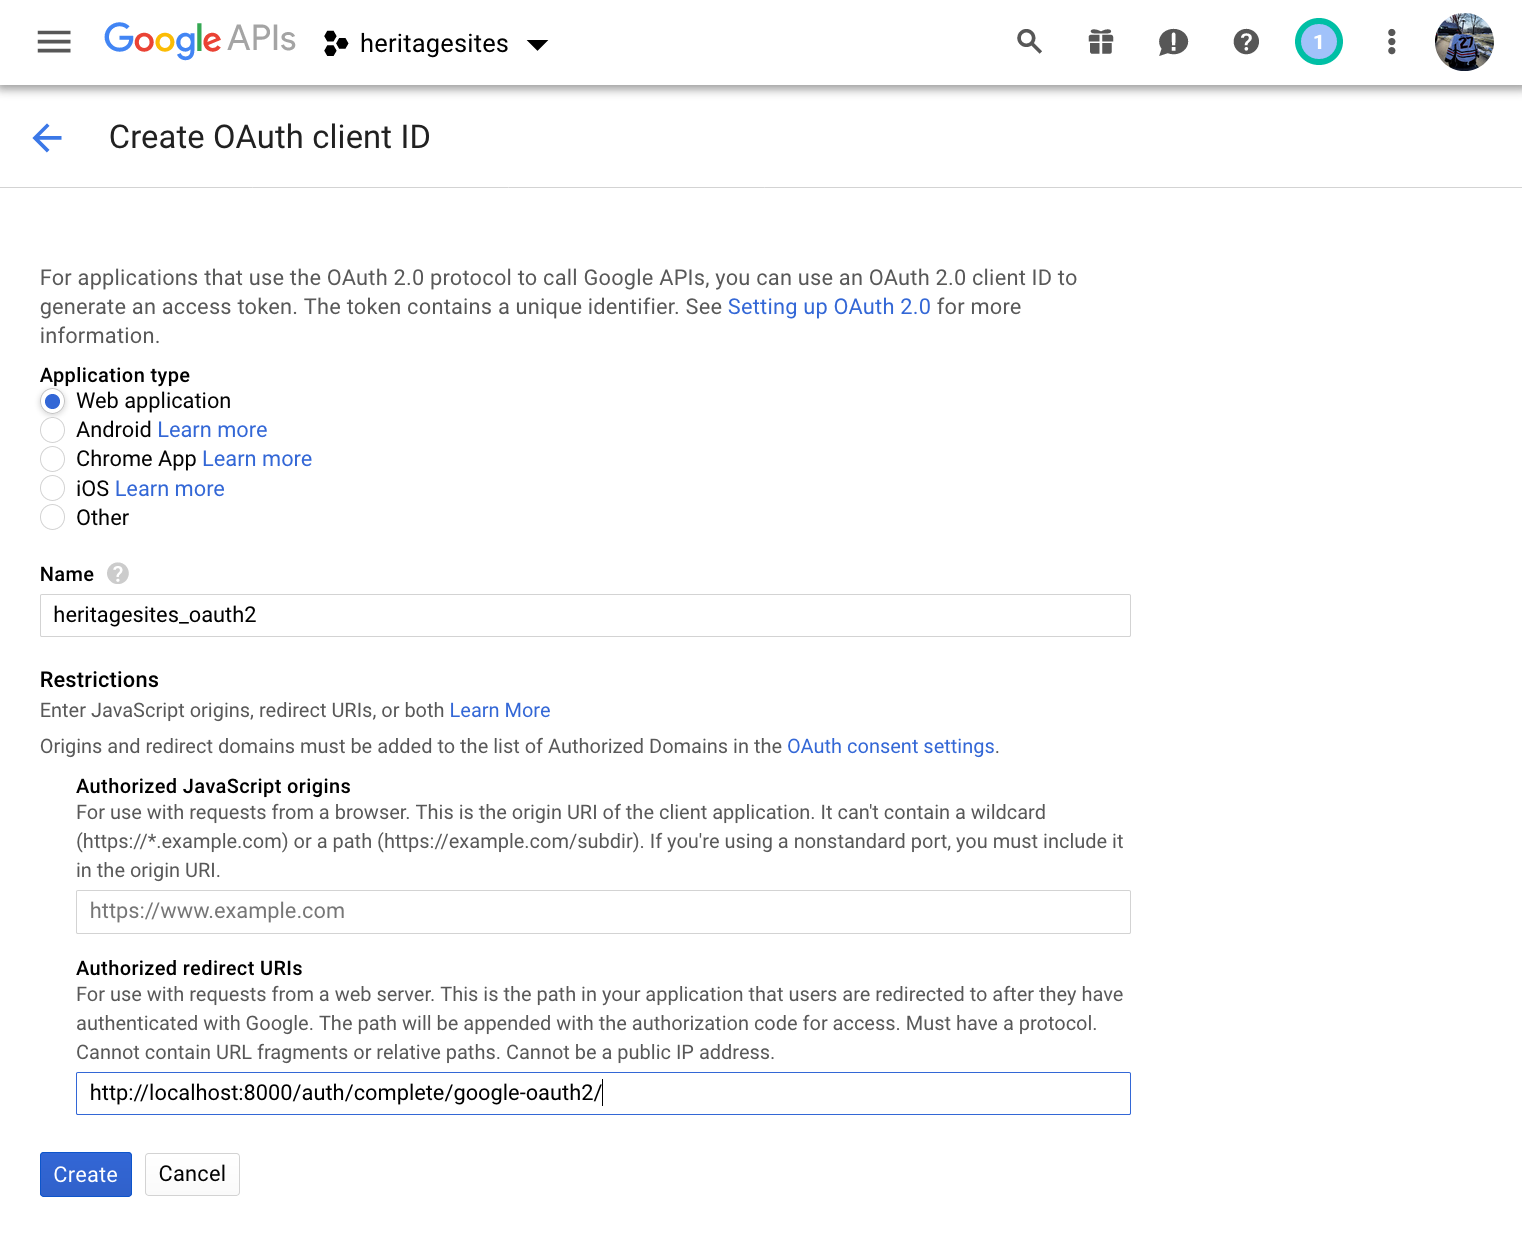 Google APIs heritagesites 1
Create OAuth client ID
For applications that use the OAuth 2.0 protocol to call Google APIs, you can use an OAuth 2.0 client ID to
generate an access token. The token contains a unique identifier. See Setting up OAuth 2.0 for more
information.
Application type
Web application
Android Learn more
Chrome App Learn more
iOS Learn more
Other
Name ?
heritagesites_oauth2
Restrictions
Enter JavaScript origins, redirect URIs, or both Learn More
Origins and redirect domains must be added to the list of Authorized Domains in the OAuth consent settings.
Authorized JavaScript origins
For use with requests from a browser. This is the origin URI of the client application. It can't contain a wildcard
(https://*.example.com) or a path (https://example.com/subdir). If you're using a nonstandard port, you must include it
in the origin URI.
https://www.example.com
Authorized redirect URIs
For use with requests from a web server. This is the path in your application that users are redirected to after they have
authenticated with Google. The path will be appended with the authorization code for access. Must have a protocol.
Cannot contain URL fragments or relative paths. Cannot be a public IP address.
http://localhost:8000/auth/complete/google-oauth2/
Create Cancel